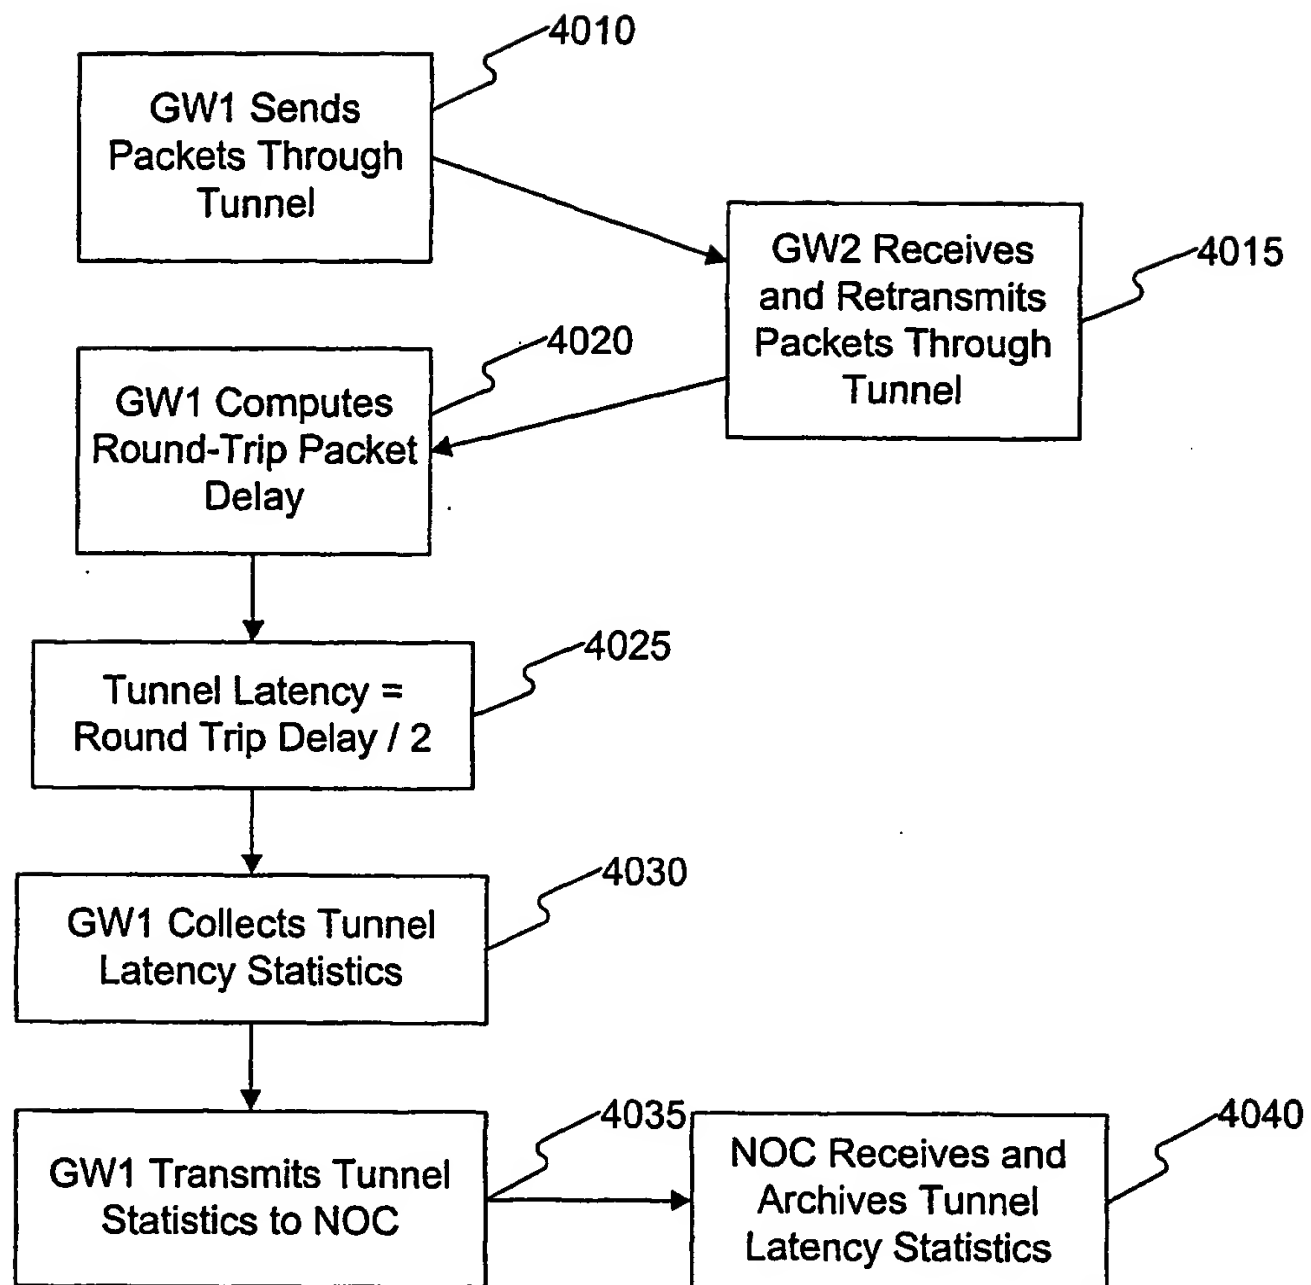 4010
GW1 Sends
Packets Through
Tunnel
GW2 Receives
and Retransmits
Packets Through
Tunnel
4015
4020
GW1 Computes
Round-Trip Packet
Delay
4025
Tunnel Latency =
Round Trip Delay / 2
4030
GW1 Collects Tunnel
Latency Statistics
4035
GW1 Transmits Tunnel
Statistics to NOC
4040
NOC Receives and
Archives Tunnel
Latency Statistics